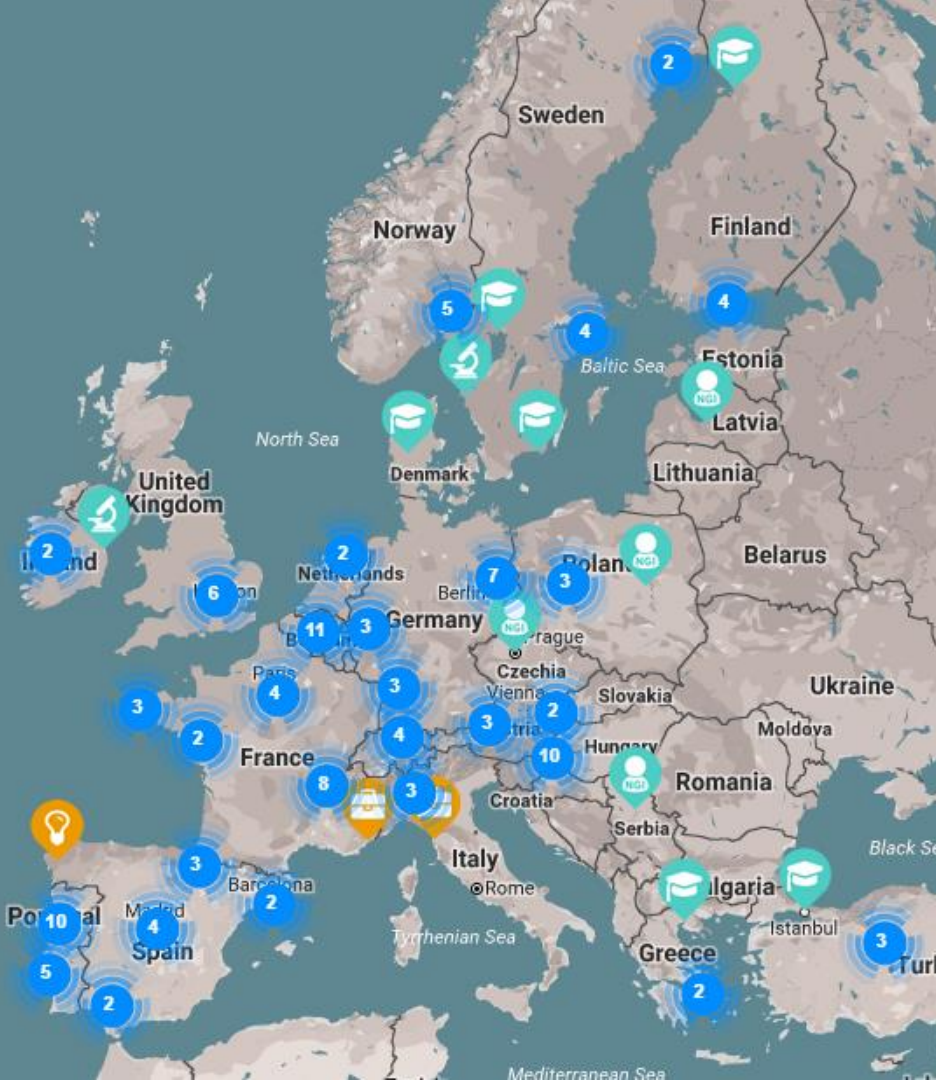 2
Sweden
Norway
Finland
5
4
4
Baltic Sea
Estonia
NGI
Latvia
North Sea
Denmark
Lithuania
United
Kingdom
2
6
2
Netherlands
7
3
NGI
Belarus
Berlin
11
3
Germany
NGI
Prague
Czechia
Paris
4
3
Vienna
Slovakia
Ukraine
3
2
4
3
2
Moldova
France
10
Hungary
8
3
NGI
Romania
Croatia
Serbia
Black Se
Italy
Rome
3
Barcelona
2
10
Madrid
4
Spain
Istanbul
Tyrrhenian Sea
Greece
3
5
2
2
Mediterranean Sea